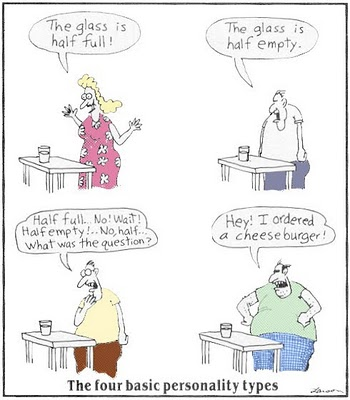 The glass is
half full!
The glass is
half empty.
Half full... No! Wait!
Half empty!.. No, half...
what was the question?
Hey! I ordered
a cheeseburger!
Larson
The four basic personality types